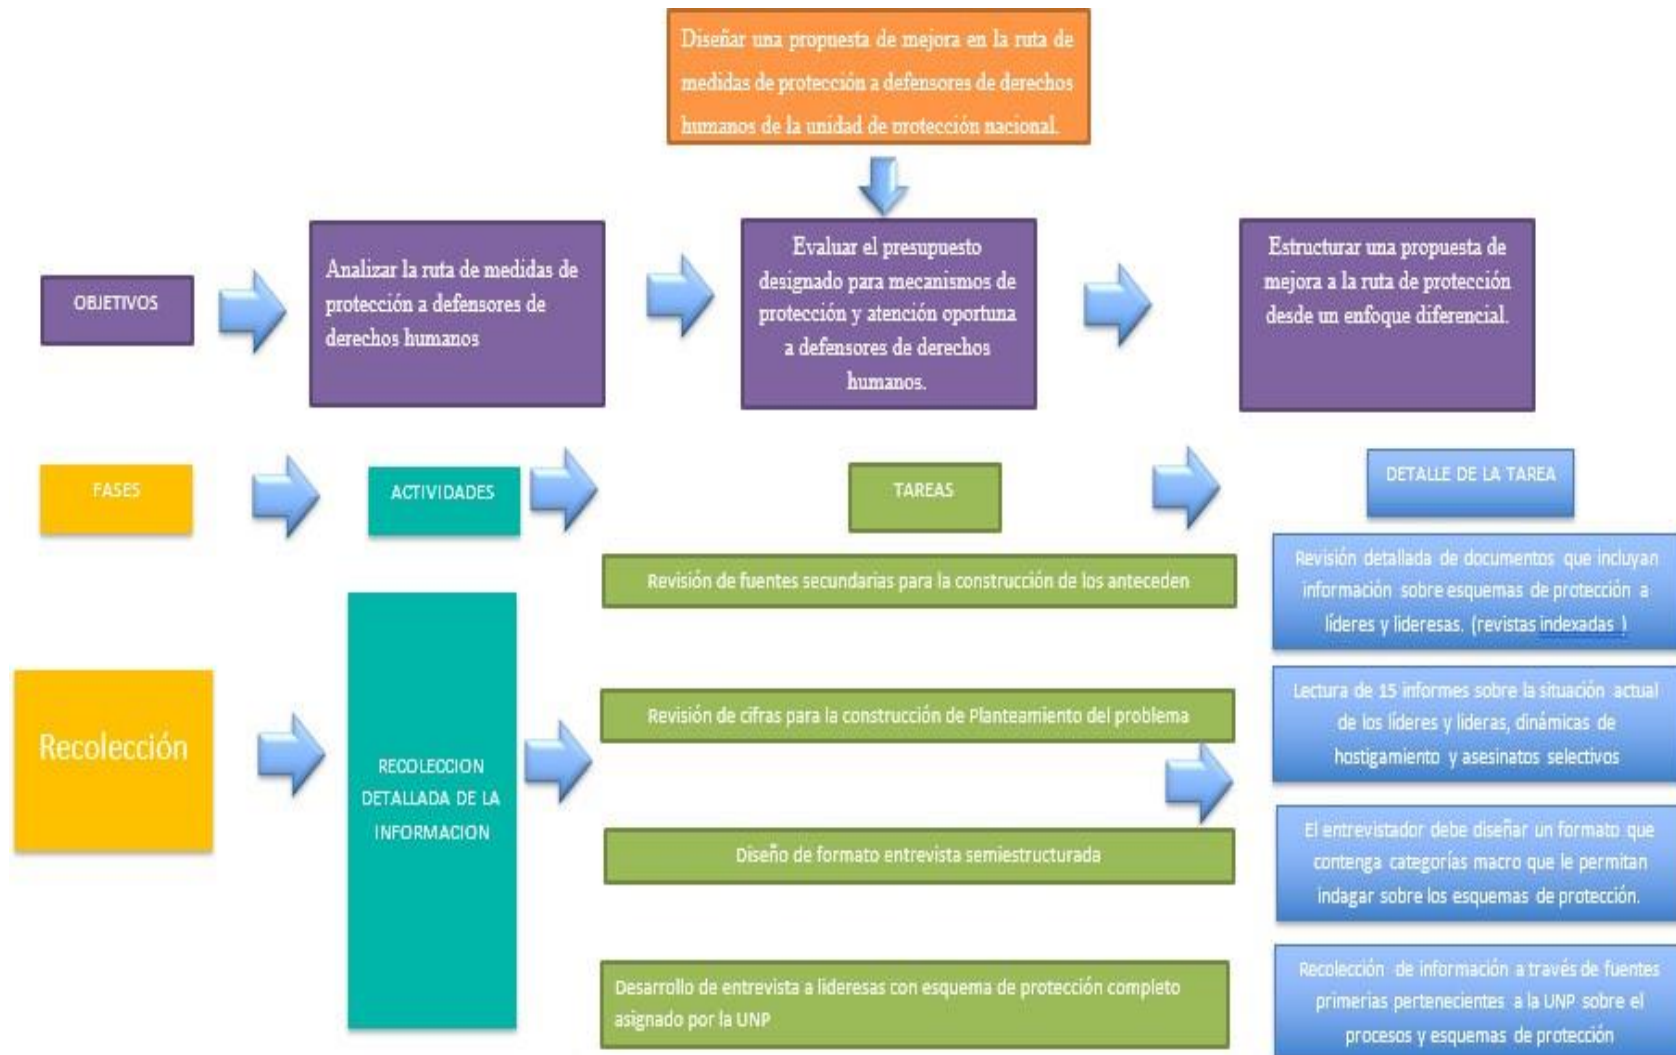 Diseñar una propuesta de mejora en la ruta de
medidas de protección a defensores de derechos
humanos de la unidad de protección nacional.
OBJETIVOS
Analizar la ruta de medidas de
protección a defensores de
derechos humanos
Evaluar el presupuesto
designado para mecanismos de
protección y atención oportuna
a defensores de derechos
humanos.
Estructurar una propuesta de
mejora a la ruta de protección
desde un enfoque diferencial.
FASES
ACTIVIDADES
TAREAS
DETALLE DE LA TAREA
Recolección
RECOLECCION
DETALLADA DE LA
INFORMACION
Revisión de fuentes secundarias para la construcción de los anteceden
Revisión de cifras para la construcción de Planteamiento del problema
Diseño de formato entrevista semiestructurada
Desarrollo de entrevista a lideresas con esquema de protección completo
asignado por la UNP
Revisión detallada de documentos que incluyan
información sobre esquemas de protección a
líderes y lideresas. (revistas indexadas )
Lectura de 15 informes sobre la situación actual
de los líderes y lideras, dinámicas de
hostigamiento y asesinatos selectivos
El entrevistador debe diseñar un formato que
contenga categorías macro que le permitan
indagar sobre los esquemas de protección.
Recolección de información a través de fuentes
primerias pertenecientes a la UNP sobre el
procesos y esquemas de protección